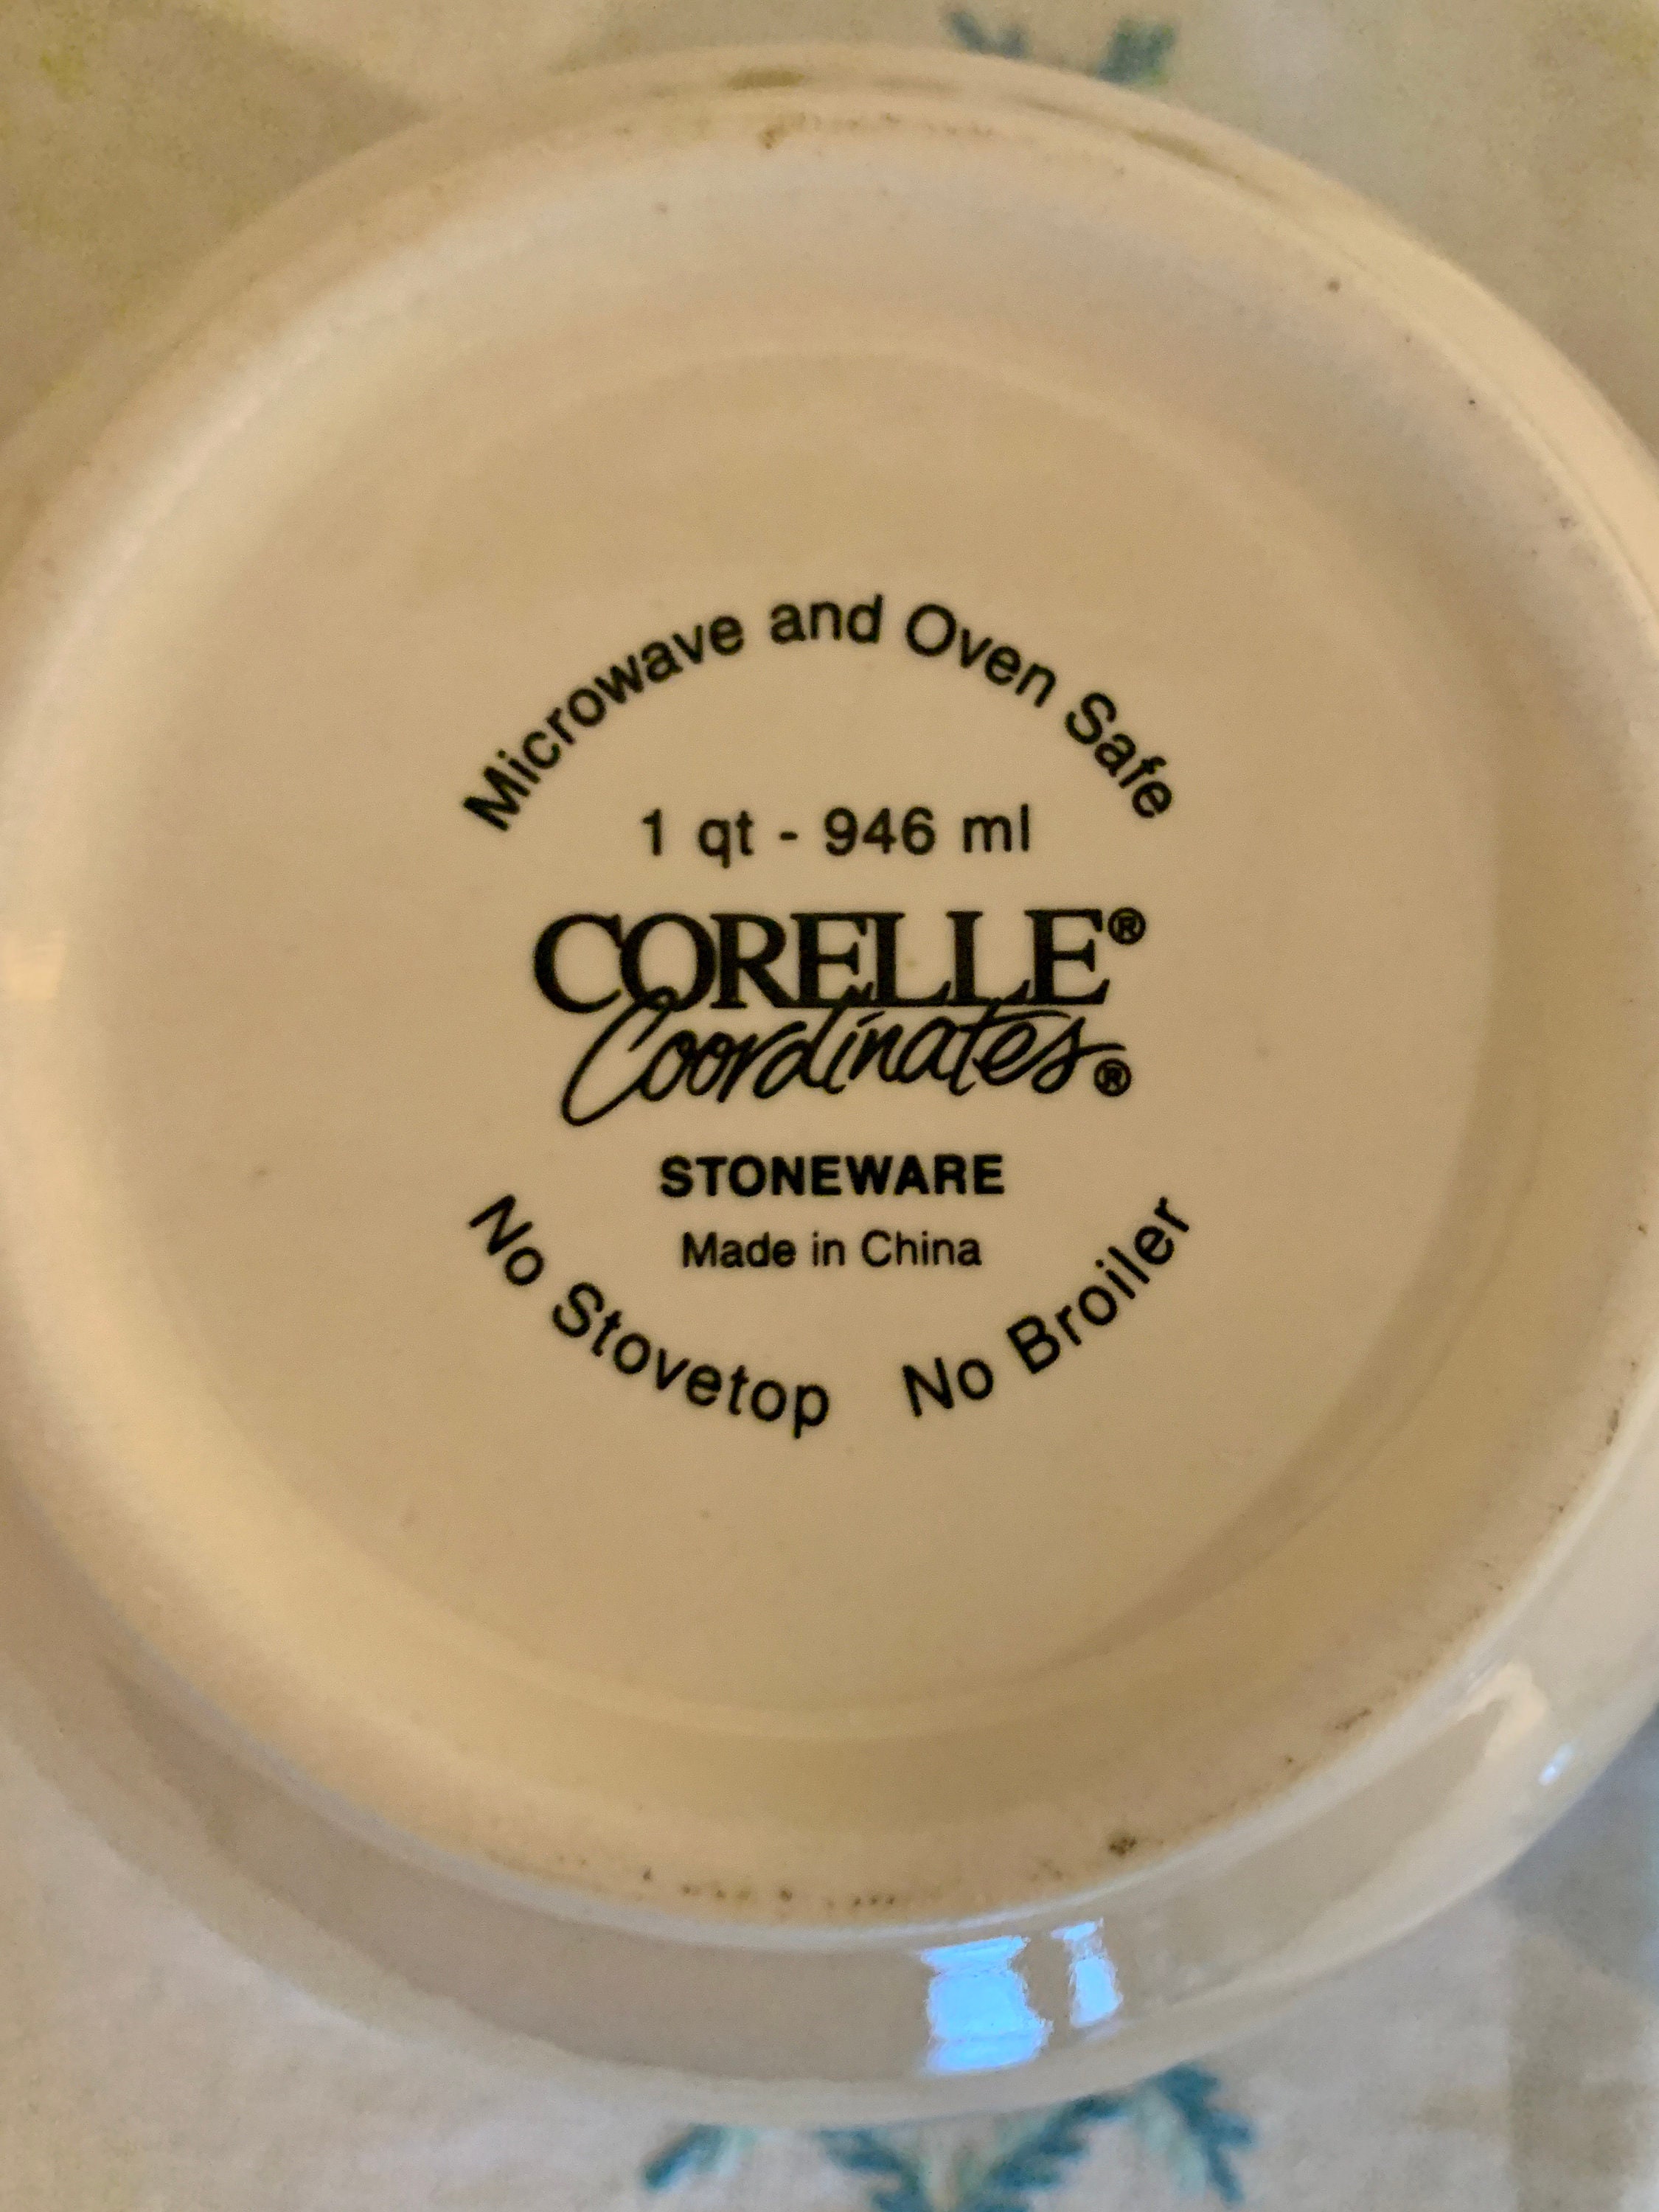 Microwave and Oven Safe
1 qt - 946 ml
CORELLE®
Coordinates®
STONEWARE
Made in China
No Stovetop No Broiler